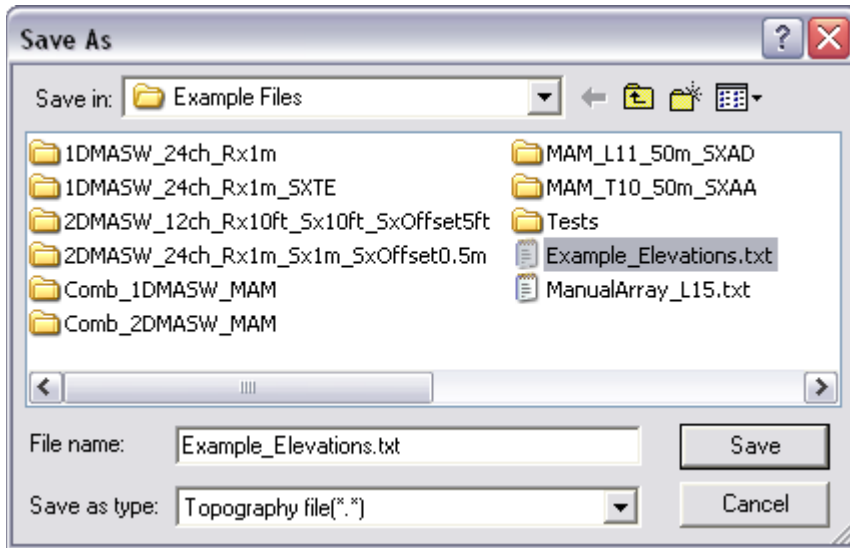 Save As
Save in: Example Files
1DMASW_24ch_Rx1m
1DMASW_24ch_Rx1m_SXTE
2DMASW_12ch_Rx10ft_Sx10ft_SxOffset5ft
2DMASW_24ch_Rx1m_Sx1m_SxOffset0.5m
Comb_1DMASW_MAM
Comb_2DMASW_MAM
MAM_L11_50m_SXAD
MAM_T10_50m_SXAA
Tests
Example_Elevations.txt
ManualArray_L15.txt
File name: Example_Elevations.txt
Save
Save as type: Topography file(*.*)
Cancel